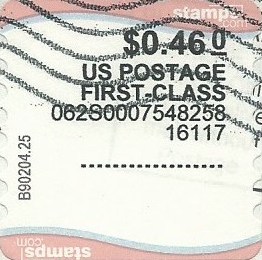 stamps
.com
$0.46 0
US POSTAGE
FIRST-CLASS
062S0007548258
16117
B90204.25
stamps
.com